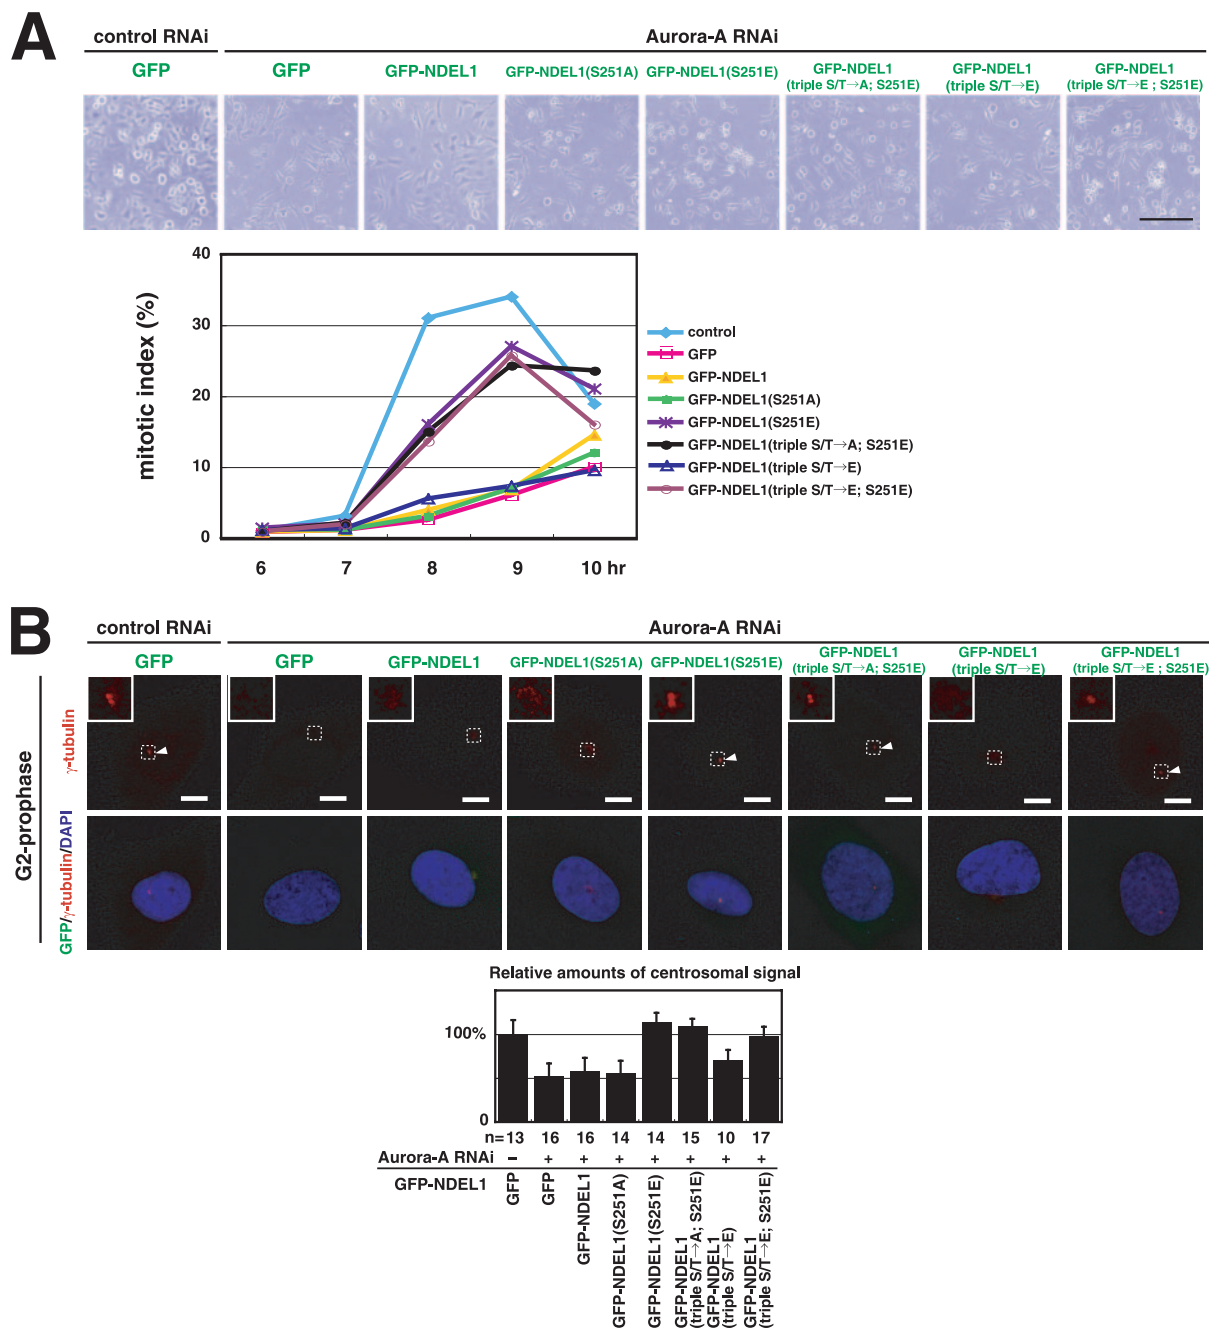 A
control RNAi
Aurora-A RNAi
GFP
GFP
GFP-NDEL1
GFP-NDEL1(S251A)
GFP-NDEL1(S251E)
GFP-NDEL1
(triple S/T→A; S251E)
GFP-NDEL1
(triple S/T→E)
GFP-NDEL1
(triple S/T→E ; S251E)
mitotic index (%)
40
30
20
10
0
6
7
8
9
10 hr
control
GFP
GFP-NDEL1
GFP-NDEL1(S251A)
GFP-NDEL1(S251E)
GFP-NDEL1(triple S/T→A; S251E)
GFP-NDEL1(triple S/T→E)
GFP-NDEL1(triple S/T→E; S251E)
B
control RNAi
Aurora-A RNAi
GFP
GFP
GFP-NDEL1
GFP-NDEL1(S251A)
GFP-NDEL1(S251E)
GFP-NDEL1
(triple S/T→A; S251E)
GFP-NDEL1
(triple S/T→E)
GFP-NDEL1
(triple S/T→E ; S251E)
G2-prophase
γ-tubulin
GFP/γ-tubulin/DAPI
Relative amounts of centrosomal signal
100%
0
n=13 16 16 14 14 15 10 17
Aurora-A RNAi – + + + + + + +
GFP-NDEL1
GFP
GFP
GFP-NDEL1
GFP-NDEL1(S251A)
GFP-NDEL1(S251E)
GFP-NDEL1
(triple S/T→A; S251E)
GFP-NDEL1
(triple S/T→E)
GFP-NDEL1
(triple S/T→E; S251E)